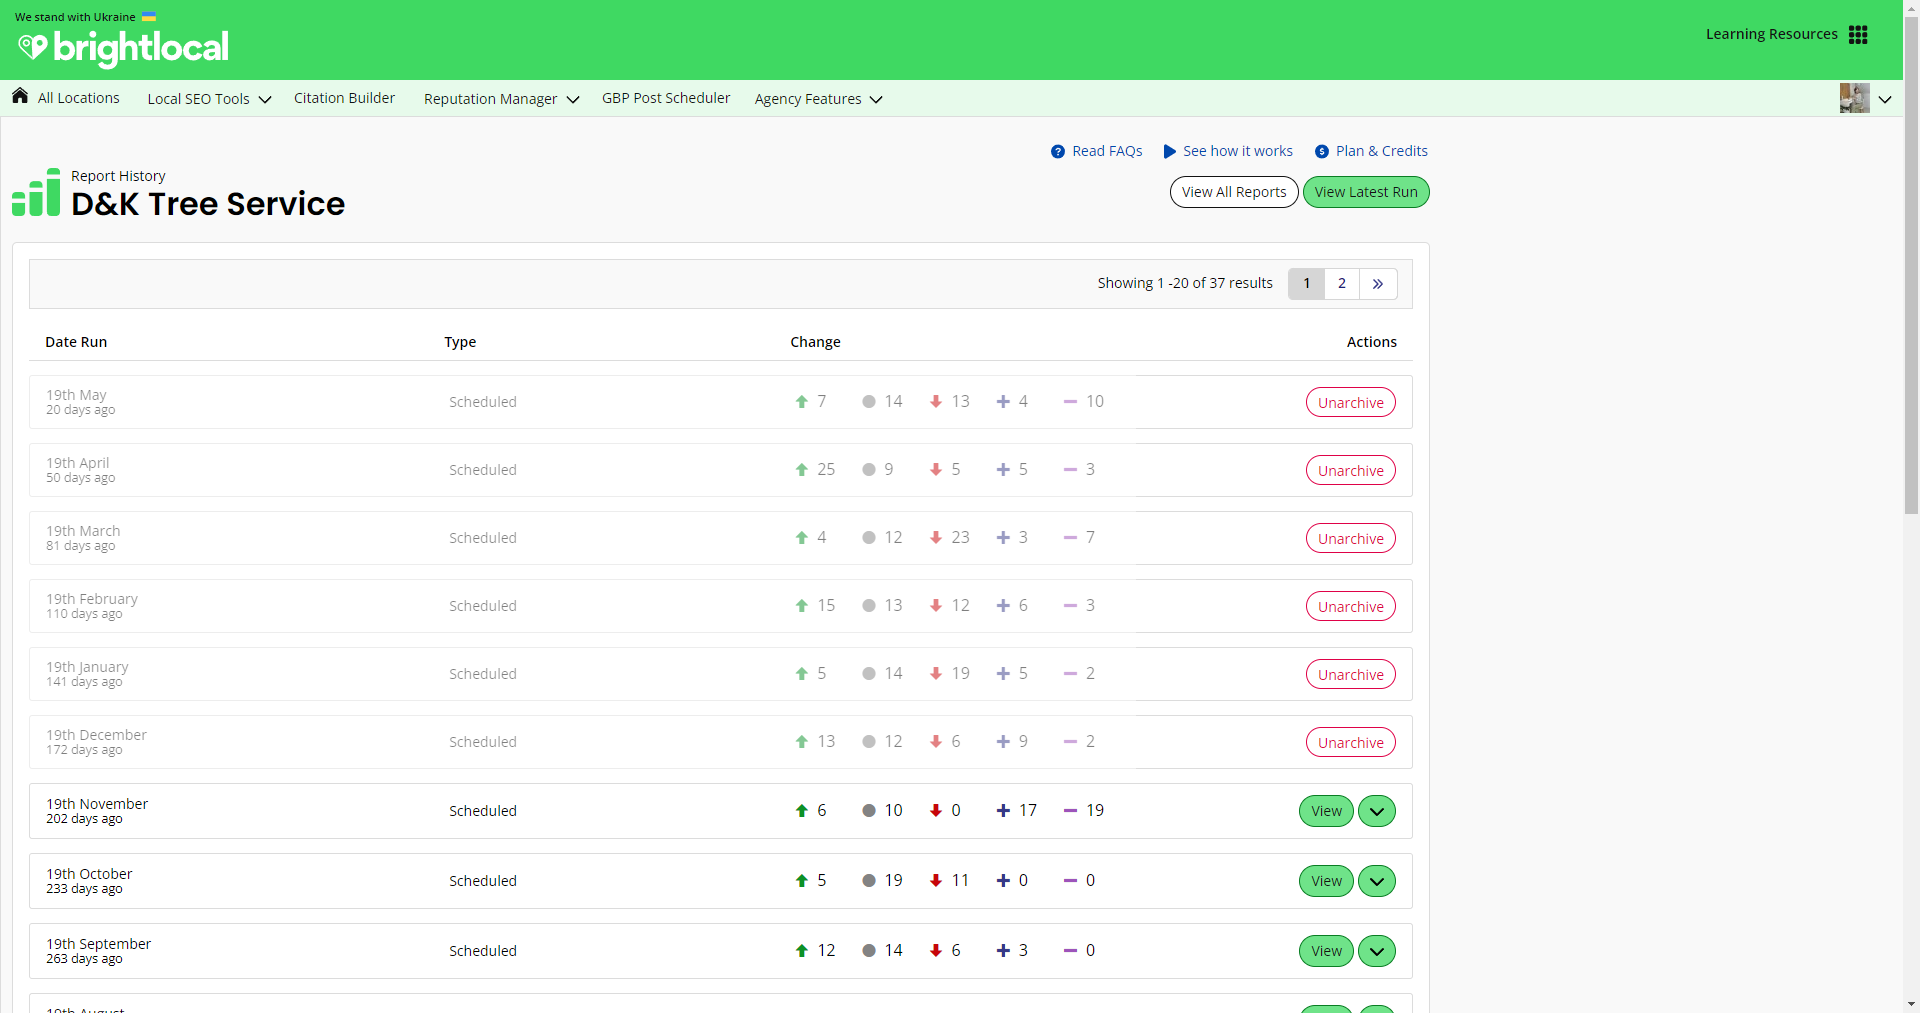 We stand with Ukraine
brightlocal
Learning Resources
All Locations Local SEO Tools Citation Builder Reputation Manager GBP Post Scheduler Agency Features
Read FAQs See how it works Plan & Credits
Report History
D&K Tree Service
View All Reports View Latest Run
Showing 1 -20 of 37 results 1 2 »
Date Run Type Change Actions
19th May
20 days ago
Scheduled 7 14 13 4 10 Unarchive
19th April
50 days ago
Scheduled 25 9 5 5 3 Unarchive
19th March
81 days ago
Scheduled 4 12 23 3 7 Unarchive
19th February
110 days ago
Scheduled 15 13 12 6 3 Unarchive
19th January
141 days ago
Scheduled 5 14 19 5 2 Unarchive
19th December
172 days ago
Scheduled 13 12 6 9 2 Unarchive
19th November
202 days ago
Scheduled 6 10 0 17 19 View
19th October
233 days ago
Scheduled 5 19 11 0 0 View
19th September
263 days ago
Scheduled 12 14 6 3 0 View
19th August